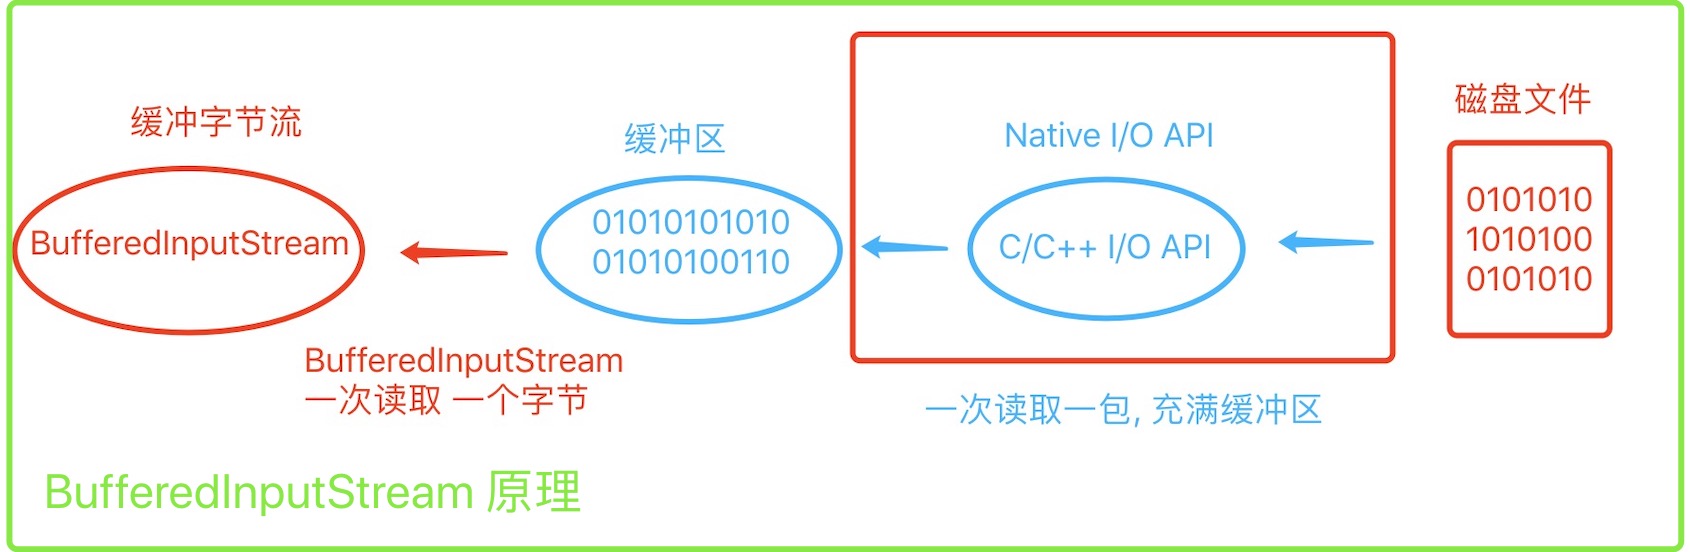 缓冲字节流
BufferedInputStream
BufferedInputStream
一次读取 一个字节
缓冲区
01010101010
01010100110
Native I/O API
C/C++ I/O API
一次读取一包, 充满缓冲区
磁盘文件
0101010
1010100
0101010
BufferedInputStream 原理